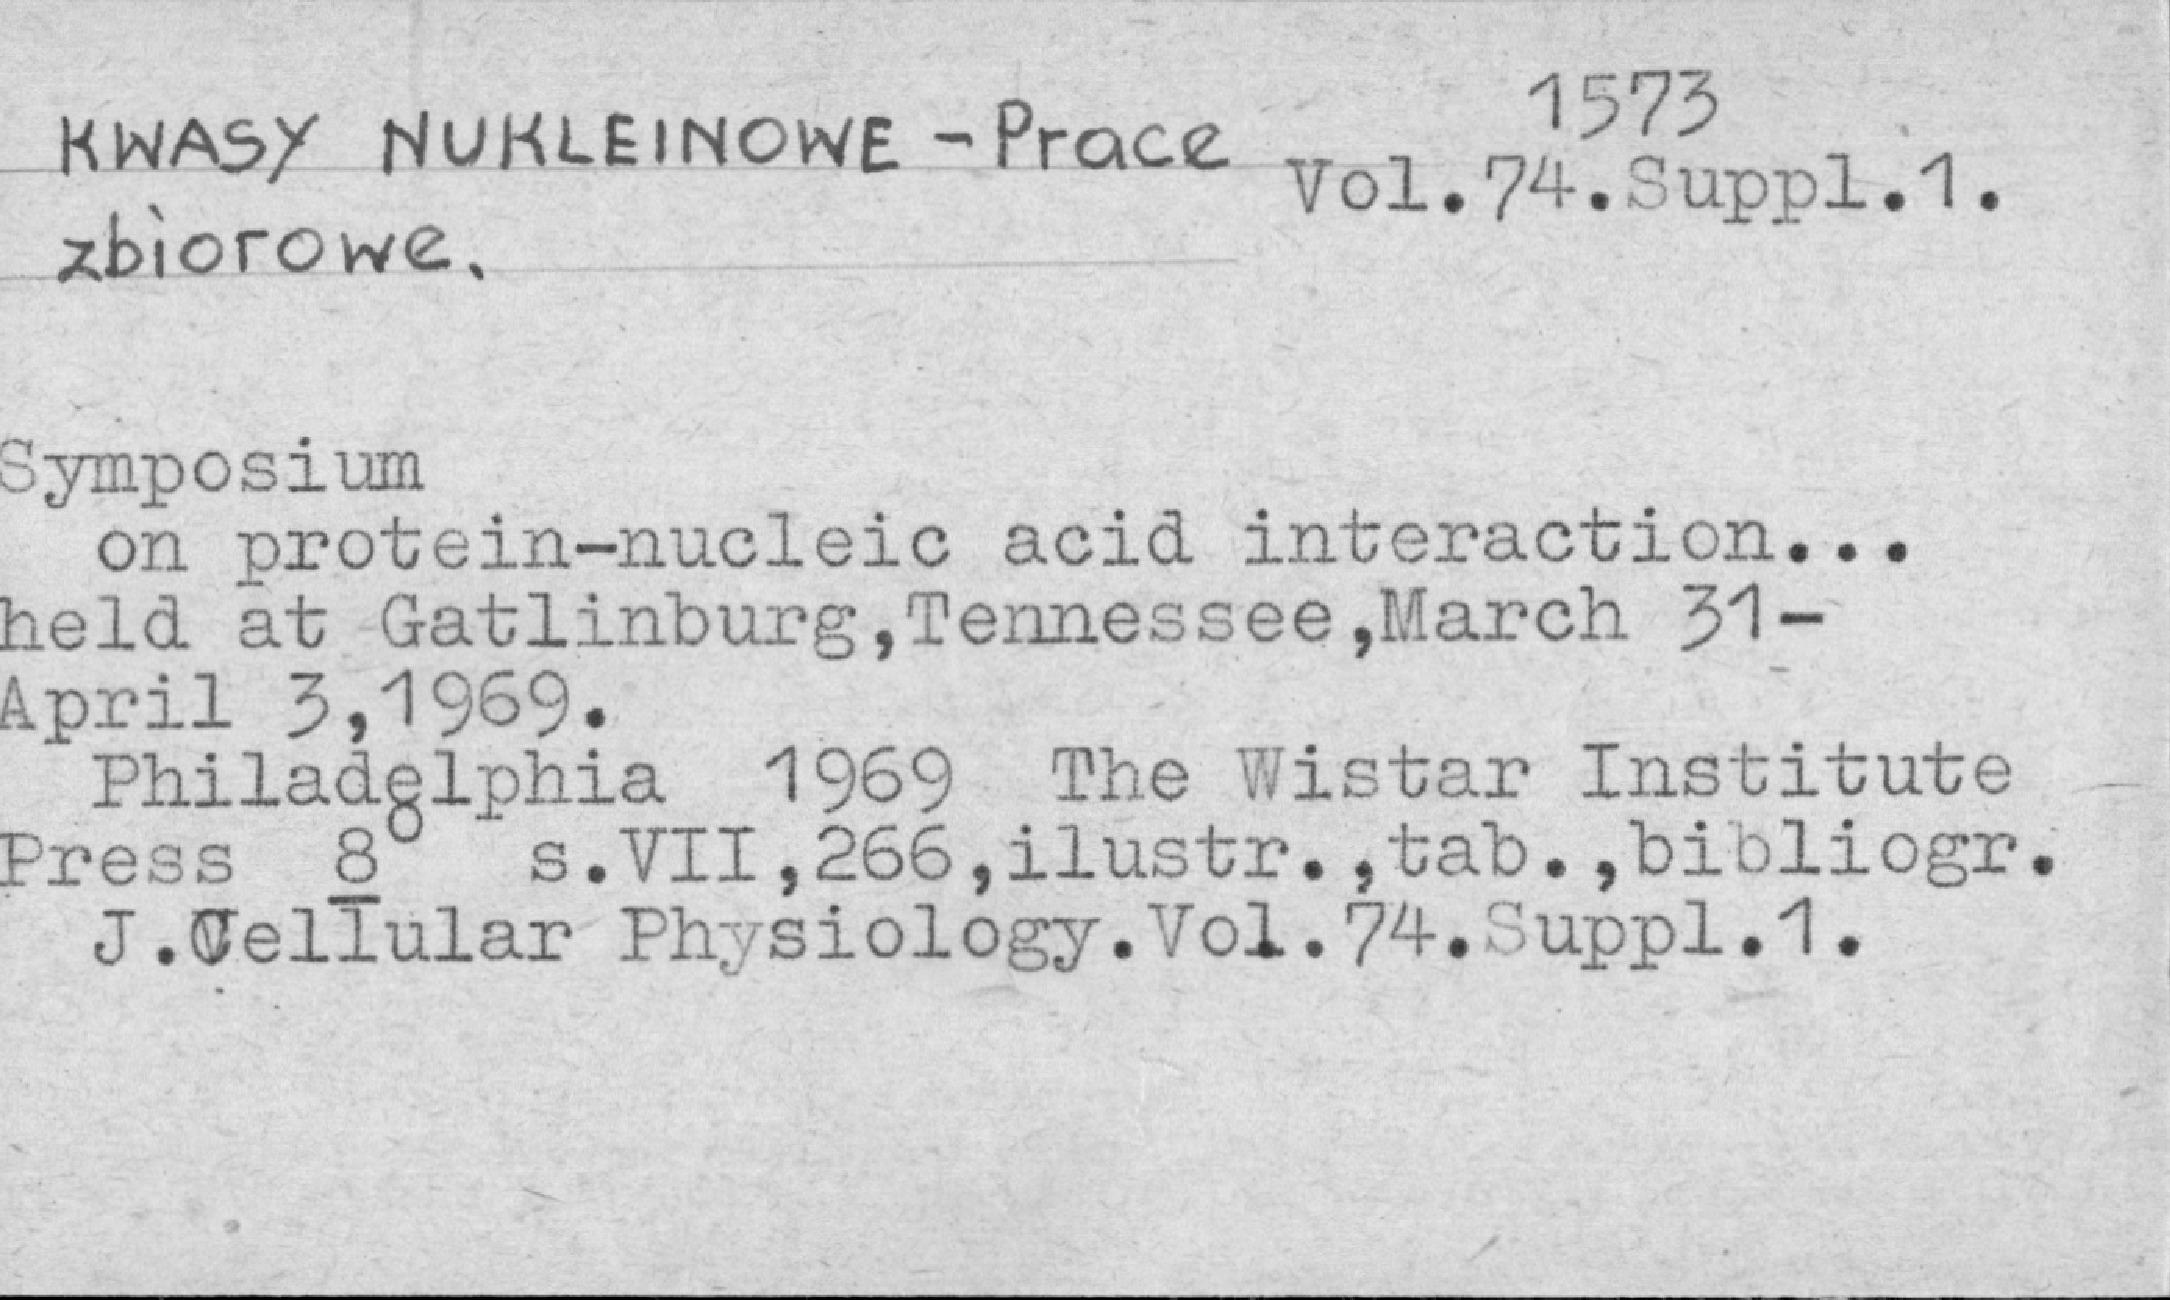 KWASY NUKLEINOWE - Prace
zbiorowe.
1573
Vol.74.Suppl.1.
Symposium
on protein-nucleic acid interaction...
held at Gatlinburg,Tennessee,March 31-
April 3,1969.
Philadelphia 1969 The Wistar Institute
Press 8° s.VII,266,ilustr.,tab.,bibliogr.
J.Cellular Physiology.Vol.74.Suppl.1.